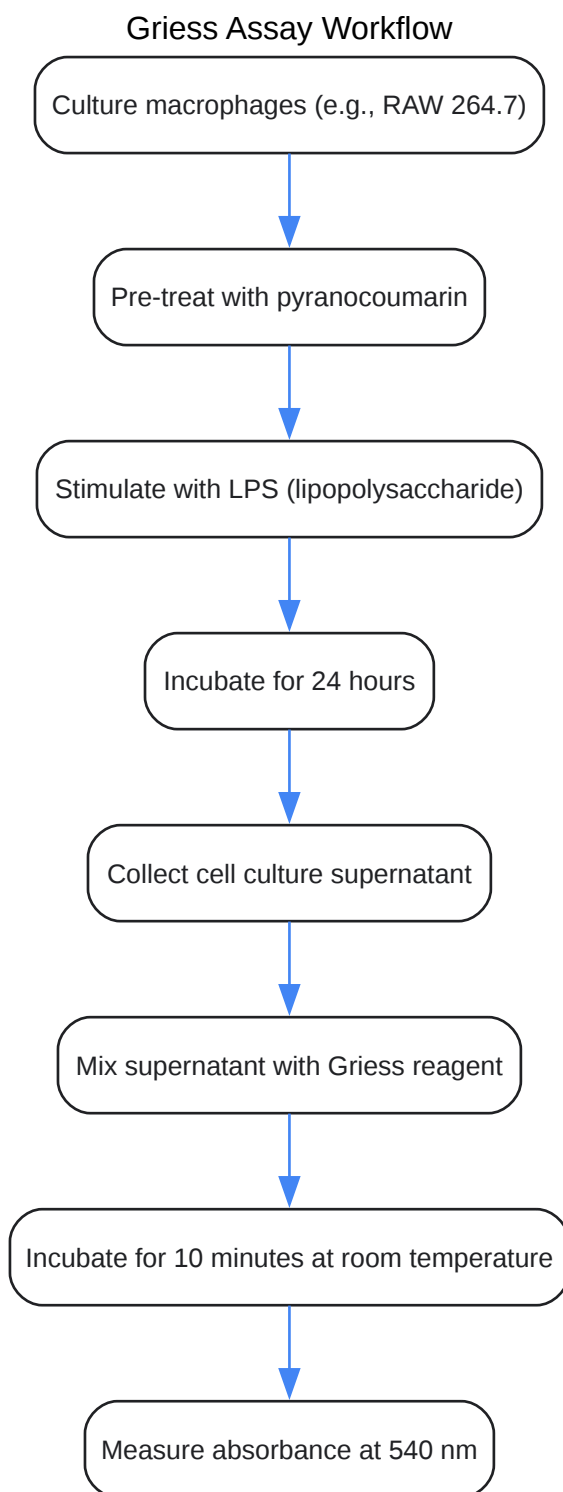 Griess Assay Workflow
Culture macrophages (e.g., RAW 264.7)
Pre-treat with pyranocoumarin
Stimulate with LPS (lipopolysaccharide)
Incubate for 24 hours
Collect cell culture supernatant
Mix supernatant with Griess reagent
Incubate for 10 minutes at room temperature
Measure absorbance at 540 nm